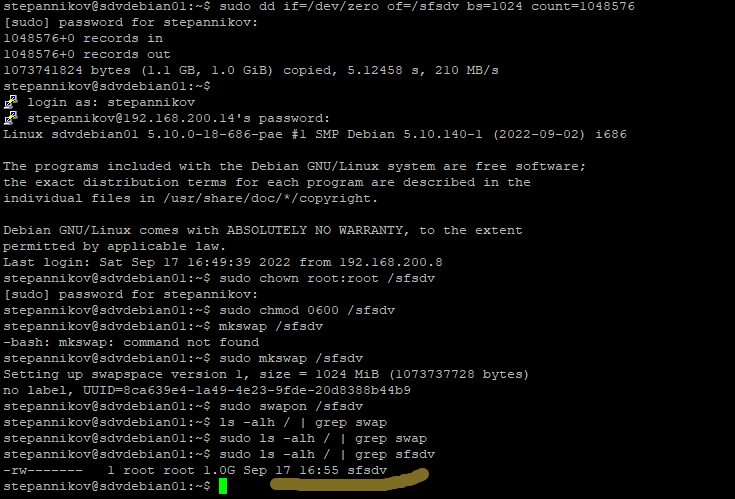 stepannikov@sdvdebian01:~$ sudo dd if=/dev/zero of=/sfsdv bs=1024 count=1048576
[sudo] password for stepannikov:
1048576+0 records in
1048576+0 records out
1073741824 bytes (1.1 GB, 1.0 GiB) copied, 5.12458 s, 210 MB/s
stepannikov@sdvdebian01:~$
login as: stepannikov
stepannikov@192.168.200.14's password:
Linux sdvdebian01 5.10.0-18-686-pae #1 SMP Debian 5.10.140-1 (2022-09-02) i686
The programs included with the Debian GNU/Linux system are free software;
the exact distribution terms for each program are described in the
individual files in /usr/share/doc/*/copyright.
Debian GNU/Linux comes with ABSOLUTELY NO WARRANTY, to the extent
permitted by applicable law.
Last login: Sat Sep 17 16:49:39 2022 from 192.168.200.8
stepannikov@sdvdebian01:~$ sudo chown root:root /sfsdv
[sudo] password for stepannikov:
stepannikov@sdvdebian01:~$ sudo chmod 0600 /sfsdv
stepannikov@sdvdebian01:~$ mkswap /sfsdv
-bash: mkswap: command not found
stepannikov@sdvdebian01:~$ sudo mkswap /sfsdv
Setting up swapspace version 1, size = 1024 MiB (1073737728 bytes)
no label, UUID=8ca639e4-1a49-4e23-9fde-20d8388b44b9
stepannikov@sdvdebian01:~$ sudo swapon /sfsdv
stepannikov@sdvdebian01:~$ ls -alh / | grep swap
stepannikov@sdvdebian01:~$ sudo ls -alh / | grep swap
stepannikov@sdvdebian01:~$ sudo ls -alh / | grep sfsdv
-rw-------   1 root root 1.0G Sep 17 16:55 sfsdv
stepannikov@sdvdebian01:~$